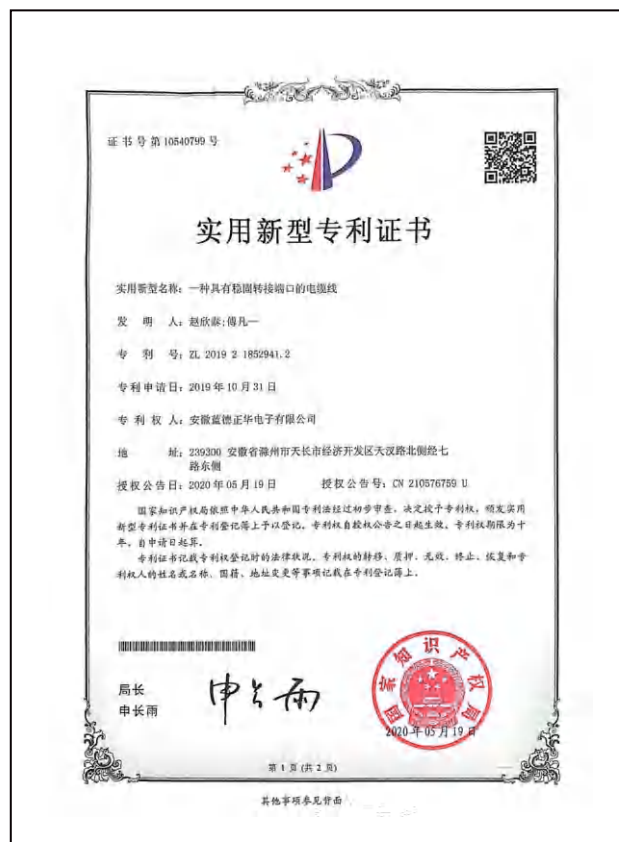 证书号第10540799号
实用新型专利证书
实用新型名称：一种具有稳固转接端口的电缆线
发明人：赵欣淼;傅凡一
专利号：ZL 2019 2 1852941.2
专利申请日：2019年10月31日
专利权人：安徽蓝德正华电子有限公司
地址：239300 安徽省滁州市天长市经济开发区天汊路北侧经七
路东侧
授权公告日：2020年05月19日 授权公告号：CN 210576759 U
国家知识产权局依照中华人民共和国专利法经过初步审查，决定授予专利权，颁发实用
新型专利证书并在专利登记簿上予以登记。专利权自授权公告之日起生效。专利权期限为十
年，自申请日起算。
专利证书记载专利权登记时的法律状况。专利权的转移、质押、无效、终止、恢复和专
利权人的姓名或名称、国籍、地址变更等事项记载在专利登记簿上。
局长
申长雨
申长雨
国家知识产权局
2020年05月19日
第1页(共2页)
其他事项参见背面